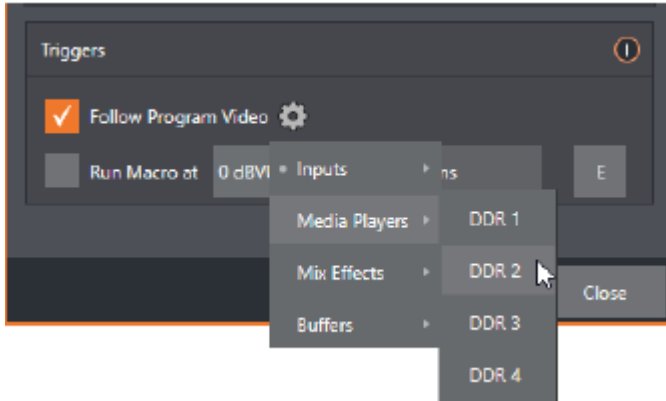 Triggers
Follow Program Video
Run Macro at 0 dBVU ns E
Inputs
Media Players
Mix Effects
Buffers
DDR 1
DDR 2
DDR 3
DDR 4
Close